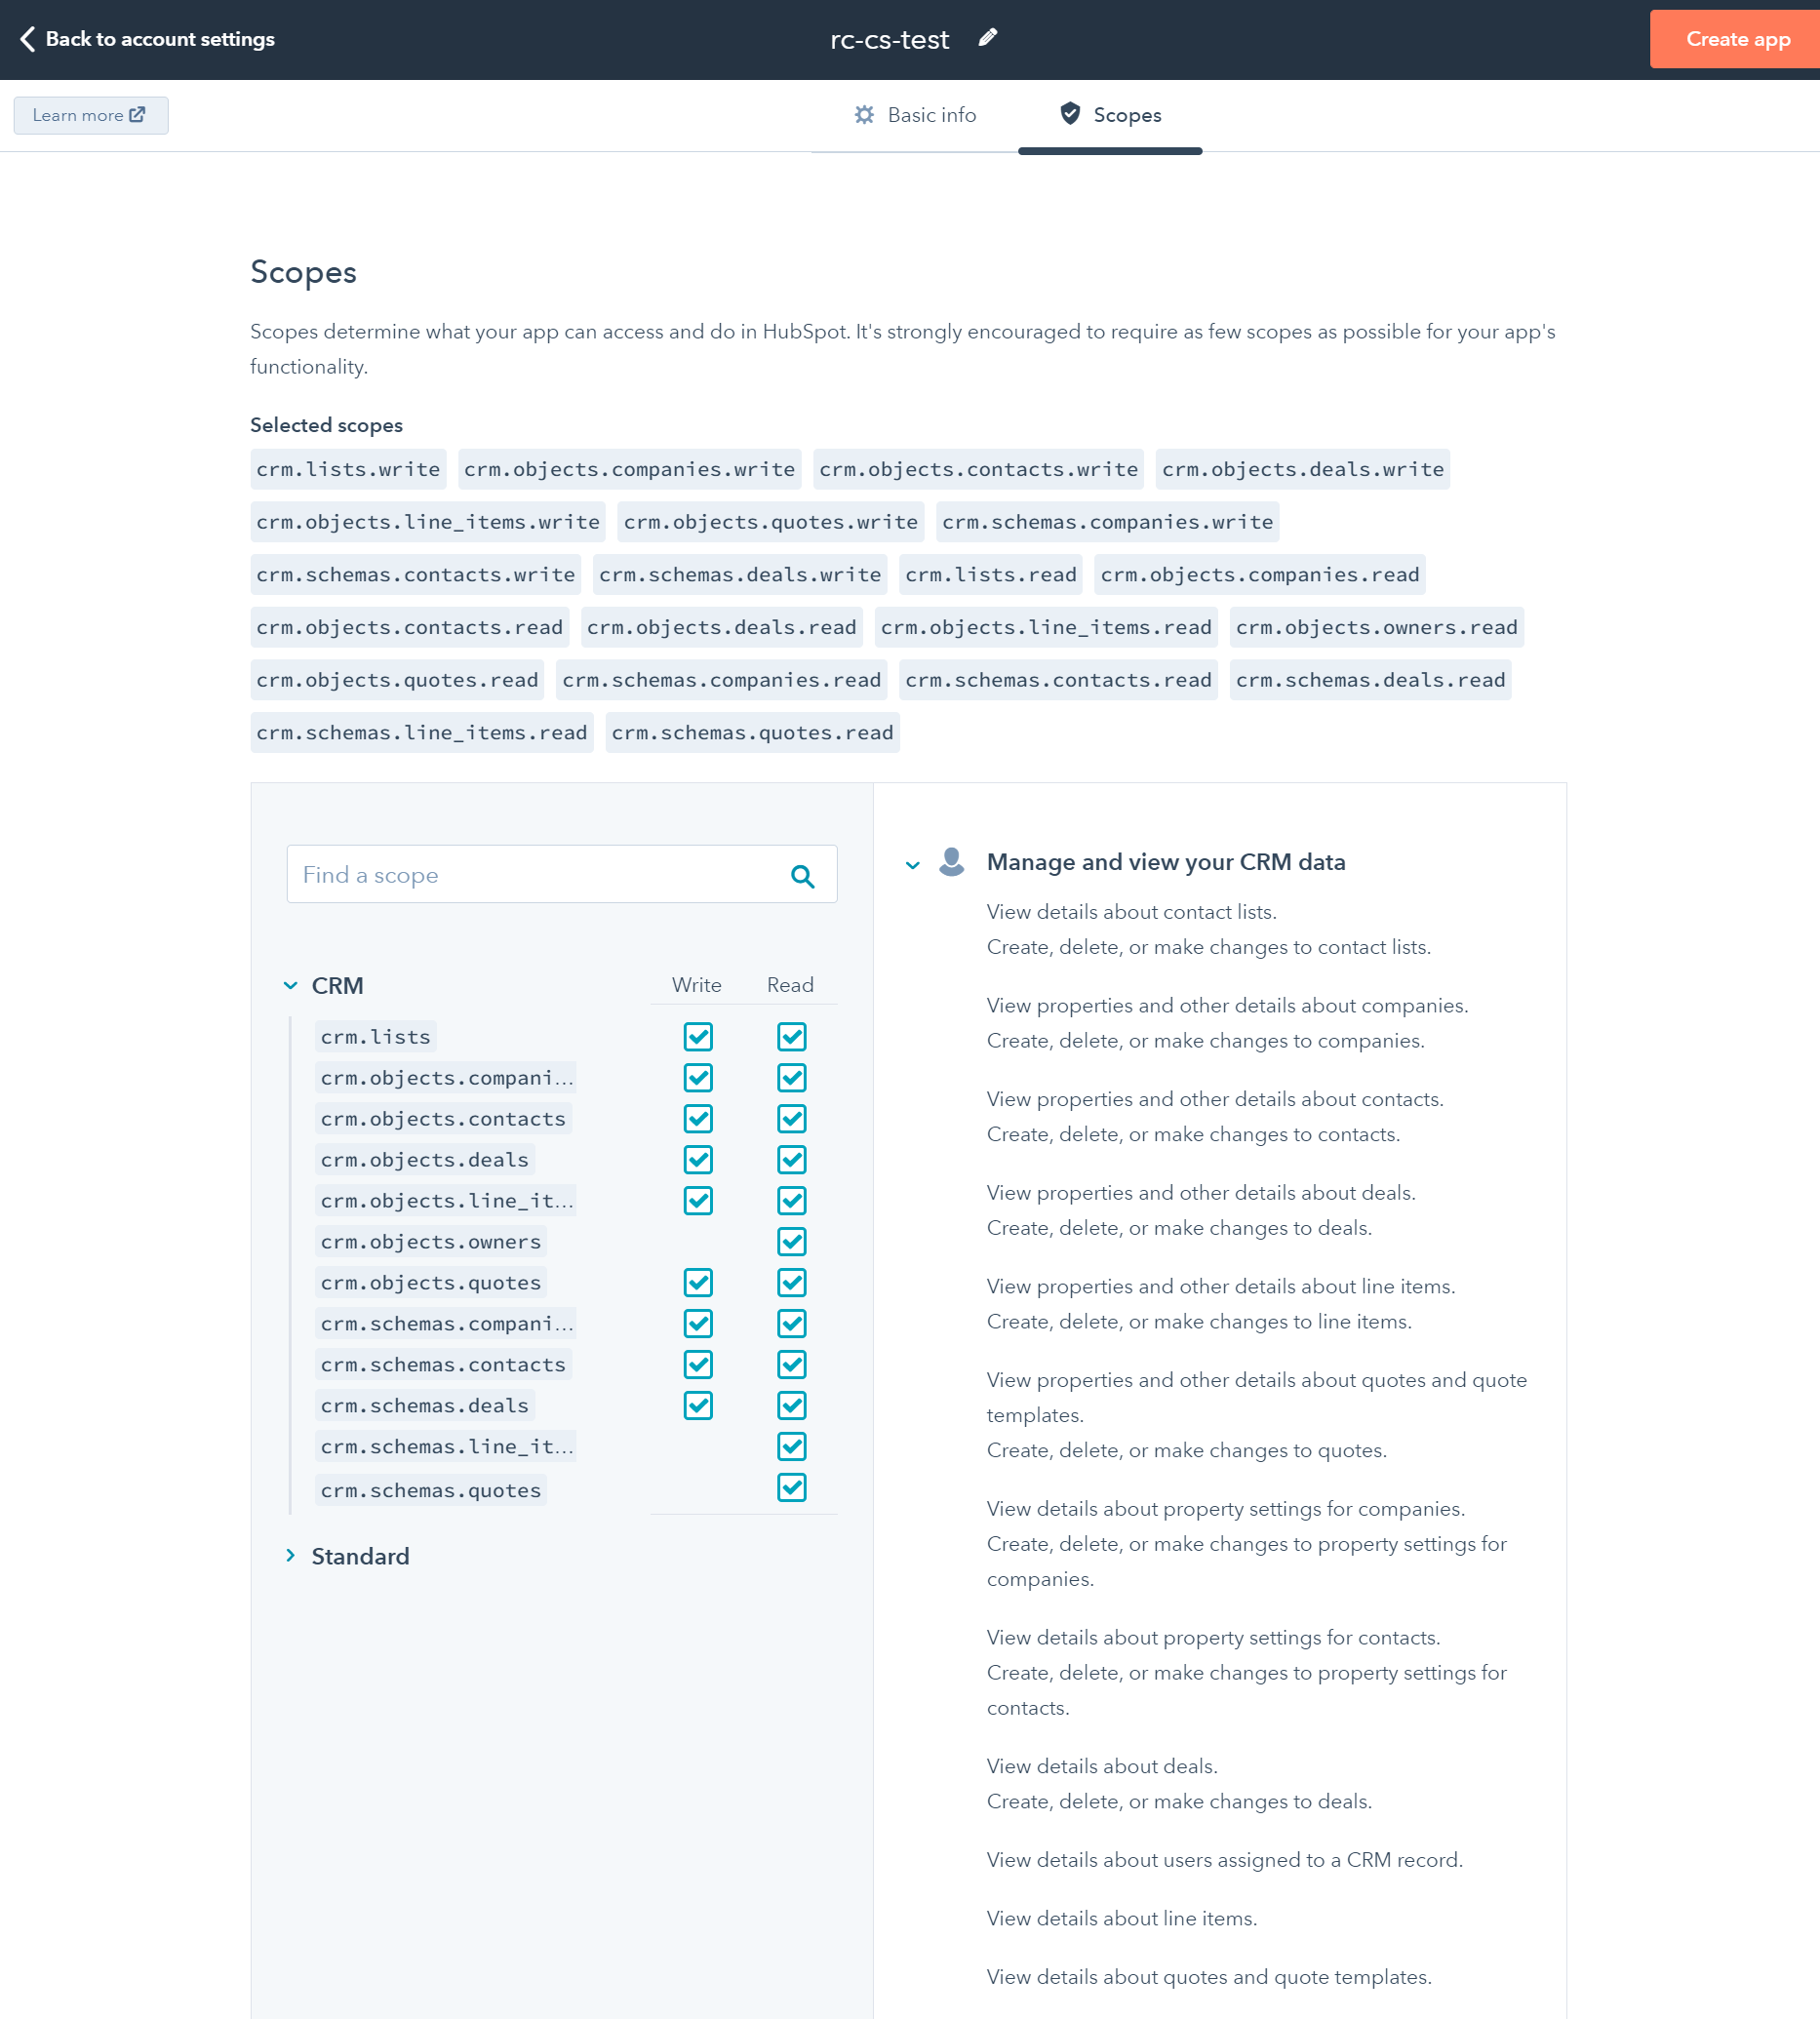 Back to account settings
rc-cs-test
Create app
Learn more
Basic info
Scopes
Scopes
Scopes determine what your app can access and do in HubSpot. It's strongly encouraged to require as few scopes as possible for your app's
functionality.
Selected scopes
crm.lists.write crm.objects.companies.write crm.objects.contacts.write crm.objects.deals.write
crm.objects.line_items.write crm.objects.quotes.write crm.schemas.companies.write
crm.schemas.contacts.write crm.schemas.deals.write crm.lists.read crm.objects.companies.read
crm.objects.contacts.read crm.objects.deals.read crm.objects.line_items.read crm.objects.owners.read
crm.objects.quotes.read crm.schemas.companies.read crm.schemas.contacts.read crm.schemas.deals.read
crm.schemas.line_items.read crm.schemas.quotes.read
Find a scope
CRM Write Read
crm.lists
crm.objects.compani...
crm.objects.contacts
crm.objects.deals
crm.objects.line_it...
crm.objects.owners
crm.objects.quotes
crm.schemas.compani...
crm.schemas.contacts
crm.schemas.deals
crm.schemas.line_it...
crm.schemas.quotes
Standard
Manage and view your CRM data
View details about contact lists.
Create, delete, or make changes to contact lists.
View properties and other details about companies.
Create, delete, or make changes to companies.
View properties and other details about contacts.
Create, delete, or make changes to contacts.
View properties and other details about deals.
Create, delete, or make changes to deals.
View properties and other details about line items.
Create, delete, or make changes to line items.
View properties and other details about quotes and quote
templates.
Create, delete, or make changes to quotes.
View details about property settings for companies.
Create, delete, or make changes to property settings for
companies.
View details about property settings for contacts.
Create, delete, or make changes to property settings for
contacts.
View details about deals.
Create, delete, or make changes to deals.
View details about users assigned to a CRM record.
View details about line items.
View details about quotes and quote templates.